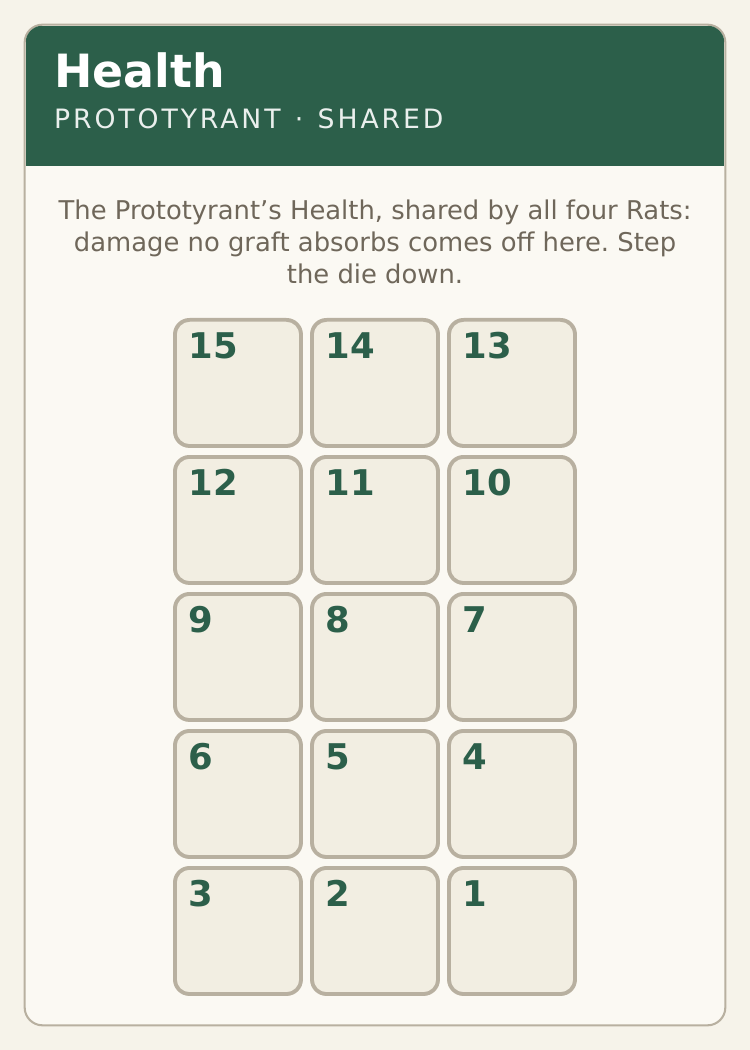 Health
PROTOTYRANT · SHARED
The Prototyrant’s Health, shared by all four Rats:
damage no graft absorbs comes off here. Step
the die down.
15 14 13
12 11 10
9 8 7
6 5 4
3 2 1